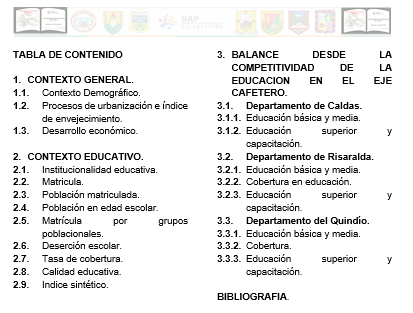 RAP
TABLA DE CONTENIDO
1. CONTEXTO GENERAL.
1.1. Contexto Demográfico.
1.2. Procesos de urbanización e índice
de envejecimiento.
1.3. Desarrollo económico.
2. CONTEXTO EDUCATIVO.
2.1. Institucionalidad educativa.
2.2. Matricula.
2.3. Población matriculada.
2.4. Población en edad escolar.
2.5. Matrícula por grupos
poblacionales.
2.6. Deserción escolar.
2.7. Tasa de cobertura.
2.8. Calidad educativa.
2.9. Indice sintético.
3. BALANCE DESDE LA
COMPETITIVIDAD DE LA
EDUCACION EN EL EJE
CAFETERO.
3.1. Departamento de Caldas.
3.1.1. Educación básica y media.
3.1.2. Educación superior y
capacitación.
3.2. Departamento de Risaralda.
3.2.1. Educación básica y media.
3.2.2. Cobertura en educación.
3.2.3. Educación superior y
capacitación.
3.3. Departamento del Quindío.
3.3.1. Educación básica y media.
3.3.2. Cobertura.
3.3.3. Educación superior y
capacitación.
BIBLIOGRAFIA.